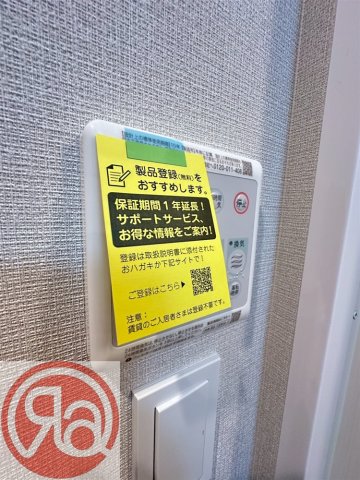 製品登録(無料)を
おすすめします。
保証期間1年延長!
サポートサービス、
お得な情報をご案内!
登録は取扱説明書に添付された
おハガキか下記サイトで!
ご登録はこちら▶
注意:
賃貸のご入居者さまは登録不要です。
停止
換気